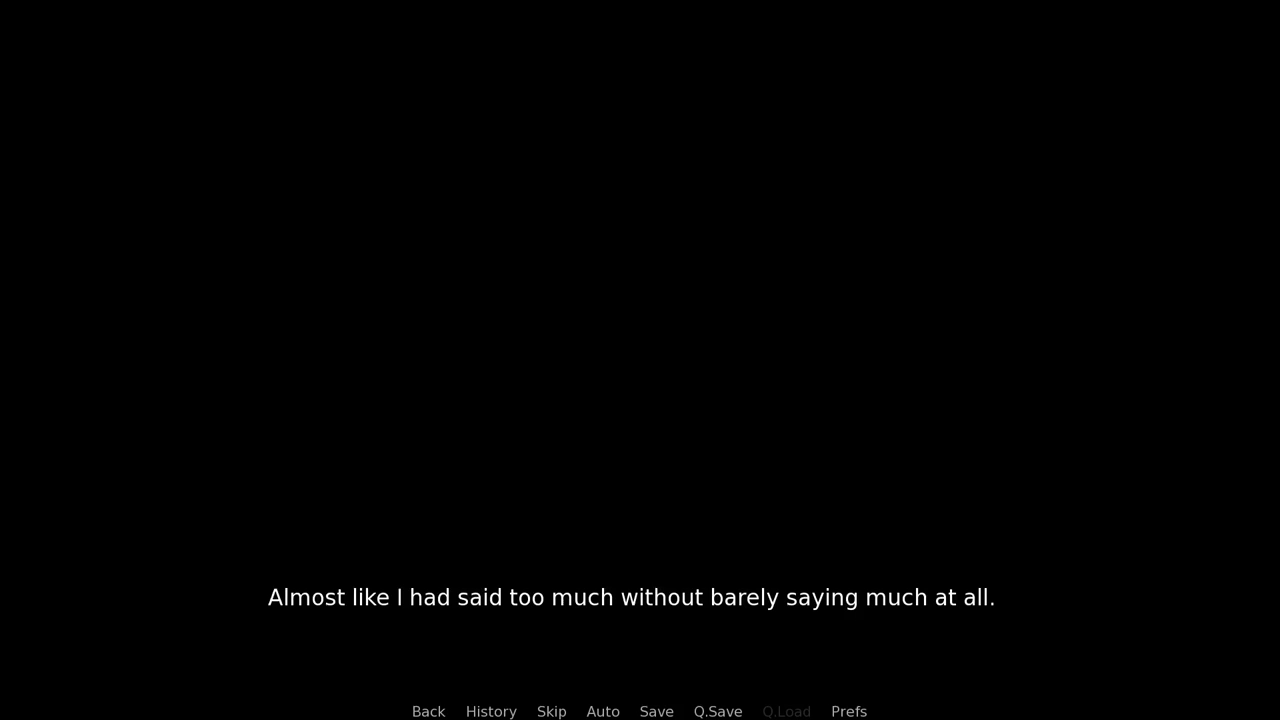 Almost like I had said too much without barely saying much at all.
Back History Skip Auto Save Q.Save Q.Load Prefs